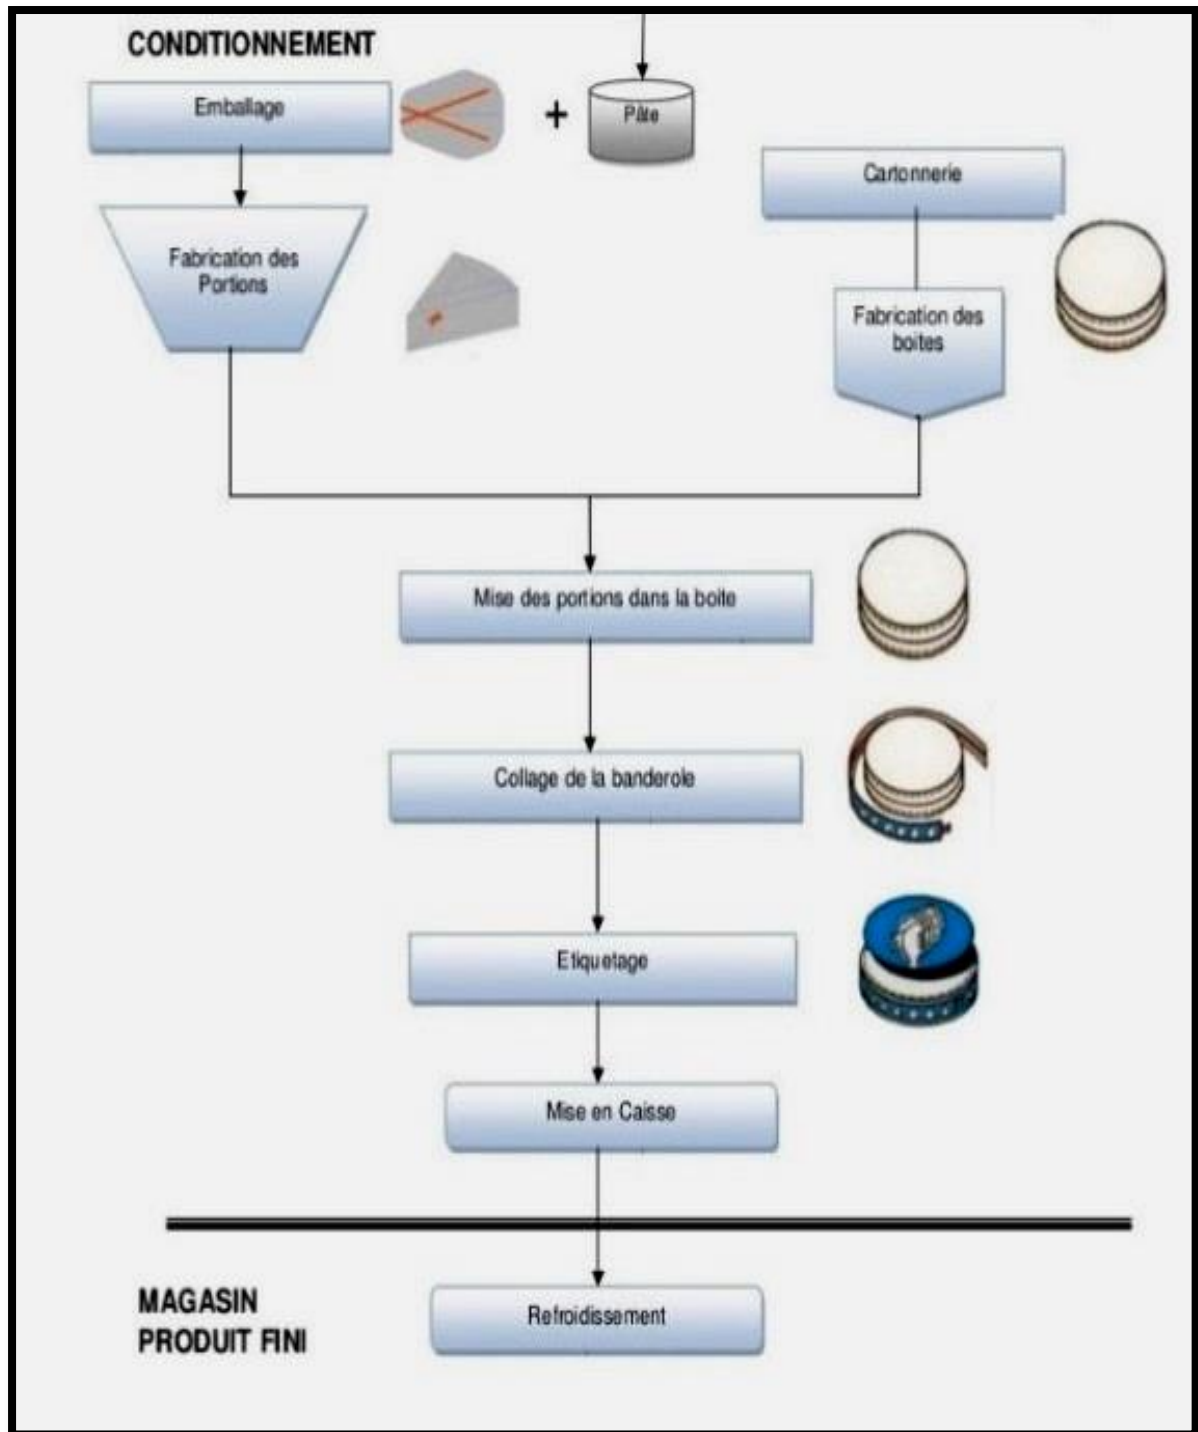 CONDITIONNEMENT
Emballage
+
Pâte
Cartonnerie
Fabrication des
Portions
Fabrication des
boites
Mise des portions dans la boite
Collage de la banderole
Etiquetage
Mise en Caisse
MAGASIN
PRODUIT FINI
Refroidissement